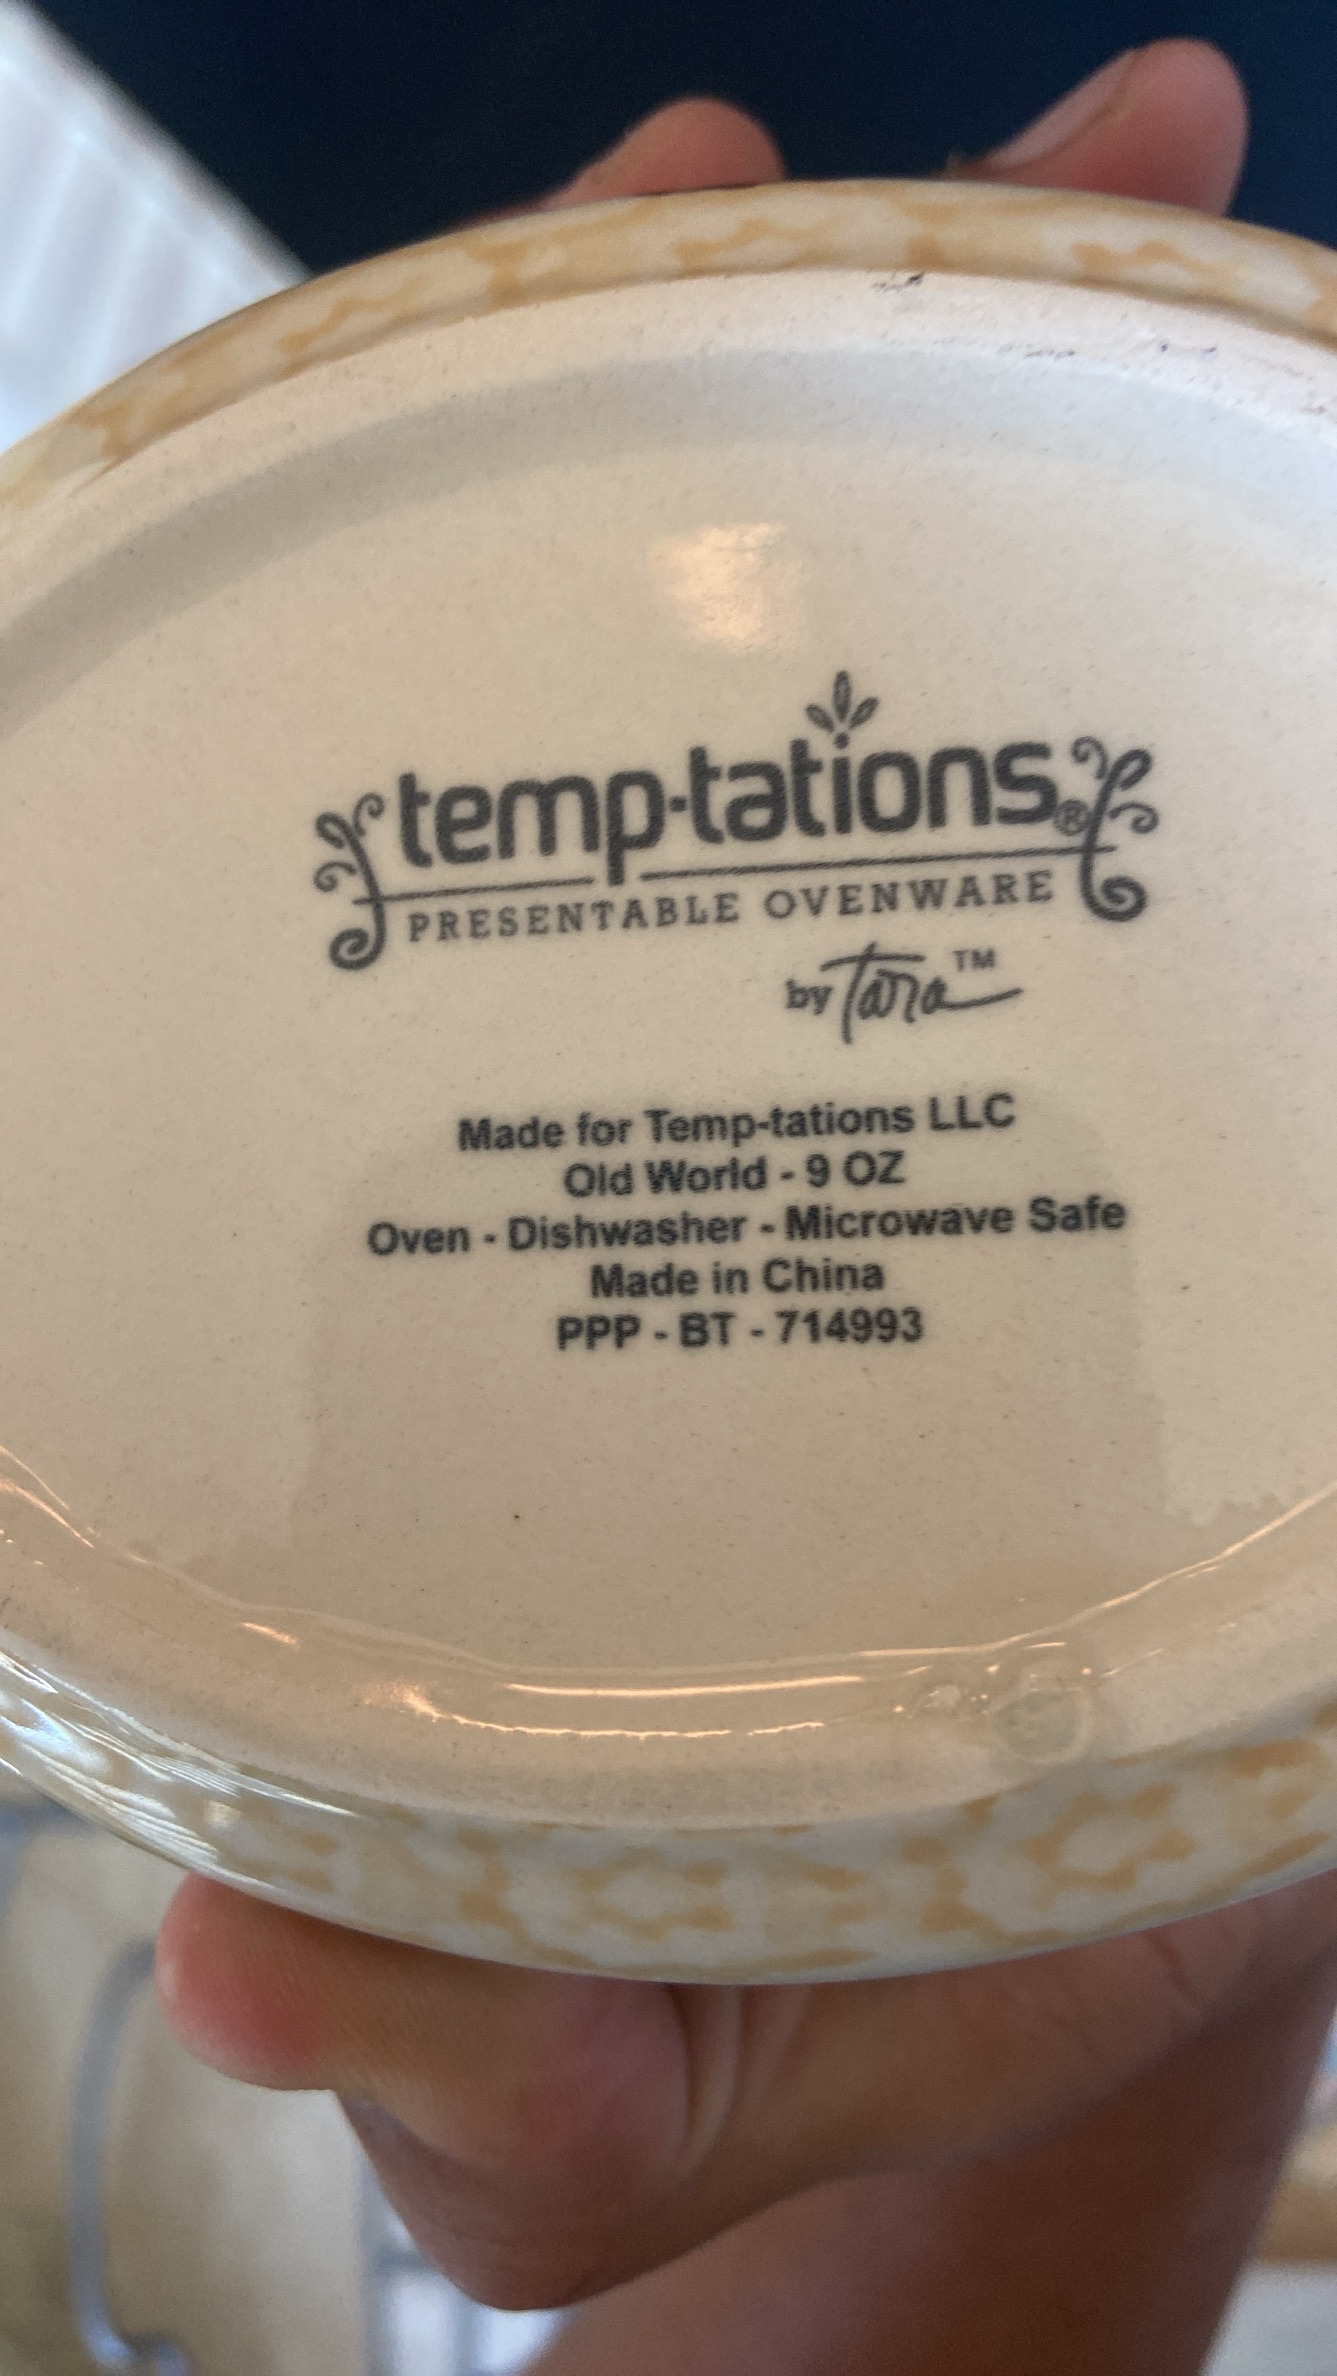 temp-tations®
PRESENTABLE OVENWARE
by Tara™
Made for Temp-tations LLC
Old World - 9 OZ
Oven - Dishwasher - Microwave Safe
Made in China
PPP - BT - 714993